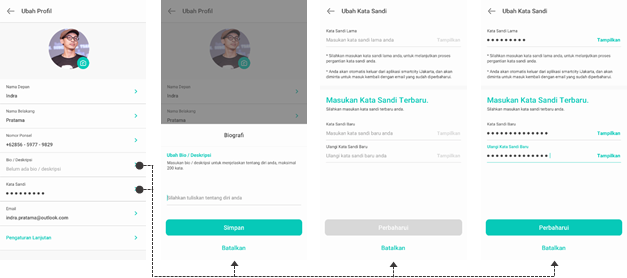 Ubah Profil
Nama Depan
Indra
Nama Belakang
Pratama
Nomor Ponsel
+62856 - 5977 - 9829
Bio / Deskripsi
Belum ada bio / deskripsi
Kata Sandi
Email
indra.pratama@outlook.com
Pengaturan Lanjutan
Ubah Profil
Nama Depan
Indra
Nama Belakang
Pratama
Biografi
Ubah Bio / Deskripsi
Masukan bio / deskripsi untuk menjelaskan tentang diri anda, maksimal
200 kata.
Silahkan tuliskan tentang diri anda
Simpan
Batalkan
Ubah Kata Sandi
Kata Sandi Lama
Masukan kata sandi lama anda Tampilkan
* Silahkan masukan kata sandi lama anda, untuk melanjutkan proses
pergantian kata sandi anda.
* Anda akan otomatis keluar dari aplikasi smartcity (Jakarta, dan akan
diminta untuk masuk kembali dengan email yang sudah diperbaharui
Masukan Kata Sandi Terbaru.
Silahkan masukan kata sandi terbaru anda.
Kata Sandi Baru
Masukan kata sandi baru anda Tampilkan
Ulangi Kata Sandi Baru
Ulangi kata sandi baru anda Tampilkan
Perbaharui
Batalkan
Ubah Kata Sandi
Kata Sandi Lama
Tampilkan
* Silahkan masukan kata sandi lama anda, untuk melanjutkan proses
pergantian kata sandi anda.
* Anda akan otomatis keluar dari aplikasi smartcity (Jakarta, dan akan
diminta untuk masuk kembali dengan email yang sudah diperbaharui
Masukan Kata Sandi Terbaru.
Silahkan masukan kata sandi terbaru anda.
Kata Sandi Baru
Tampilkan
Ulangi Kata Sandi Baru
Tampilkan
Perbaharui
Batalkan